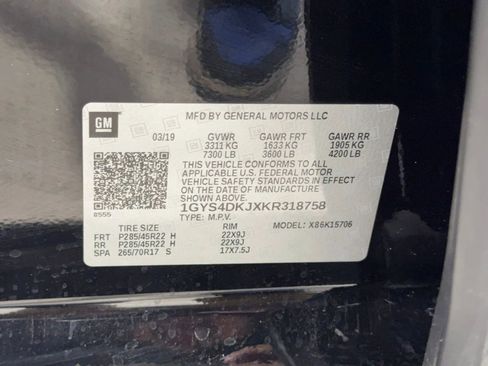 MFD BY GENERAL MOTORS LLC
GM
03/19 GVWR GAWR FRT GAWR RR
3311 KG 1633 KG 1905 KG
7300 LB 3600 LB 4200 LB
THIS VEHICLE CONFORMS TO ALL
APPLICABLE U.S. FEDERAL MOTOR
VEHICLE SAFETY STANDARDS IN EFFECT
ON THE DATE OF MANUFACTURE SHOWN
ABOVE.
1GYS4DKJXKR318758
TYPE: M.P.V. MODEL: X86K15706
TIRE SIZE RIM
FRT P285/45R22 H 22X9J
RR P285/45R22 H 22X9J
SPA 265/70R17 S 17X7.5J